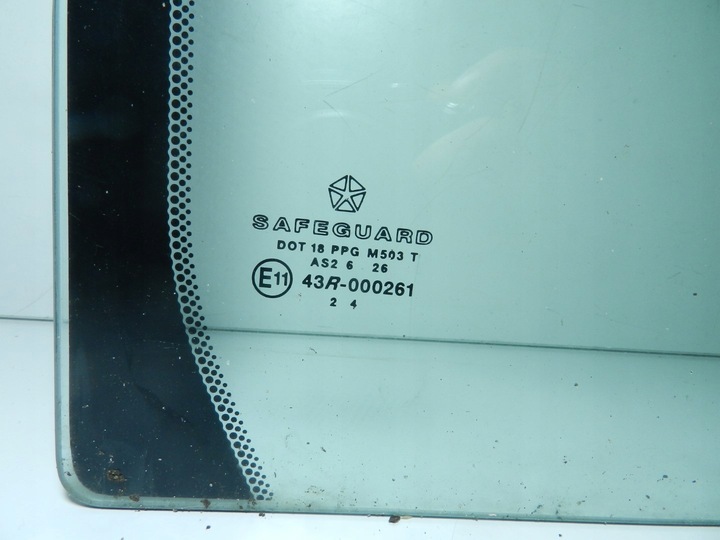 SAFEGUARD
DOT 18 PPG M503 T
AS2 6 26
E11 43R-000261
2 4